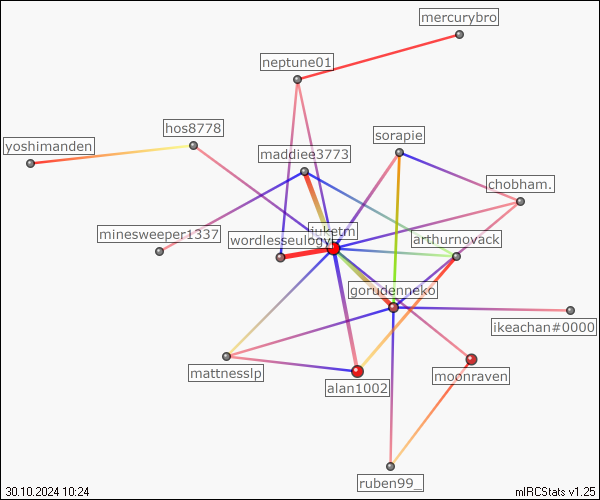 mercurybro
neptune01
hos8778
yoshimanden
sorapie
maddiee3773
chobham.
minesweeper1337
juketm
wordlesseulogy
arthurnovack
gorudenneko
ikeachan#0000
mattnesslp
alan1002
moonraven
ruben99_
30.10.2024 10:24
mIRCStats v1.25